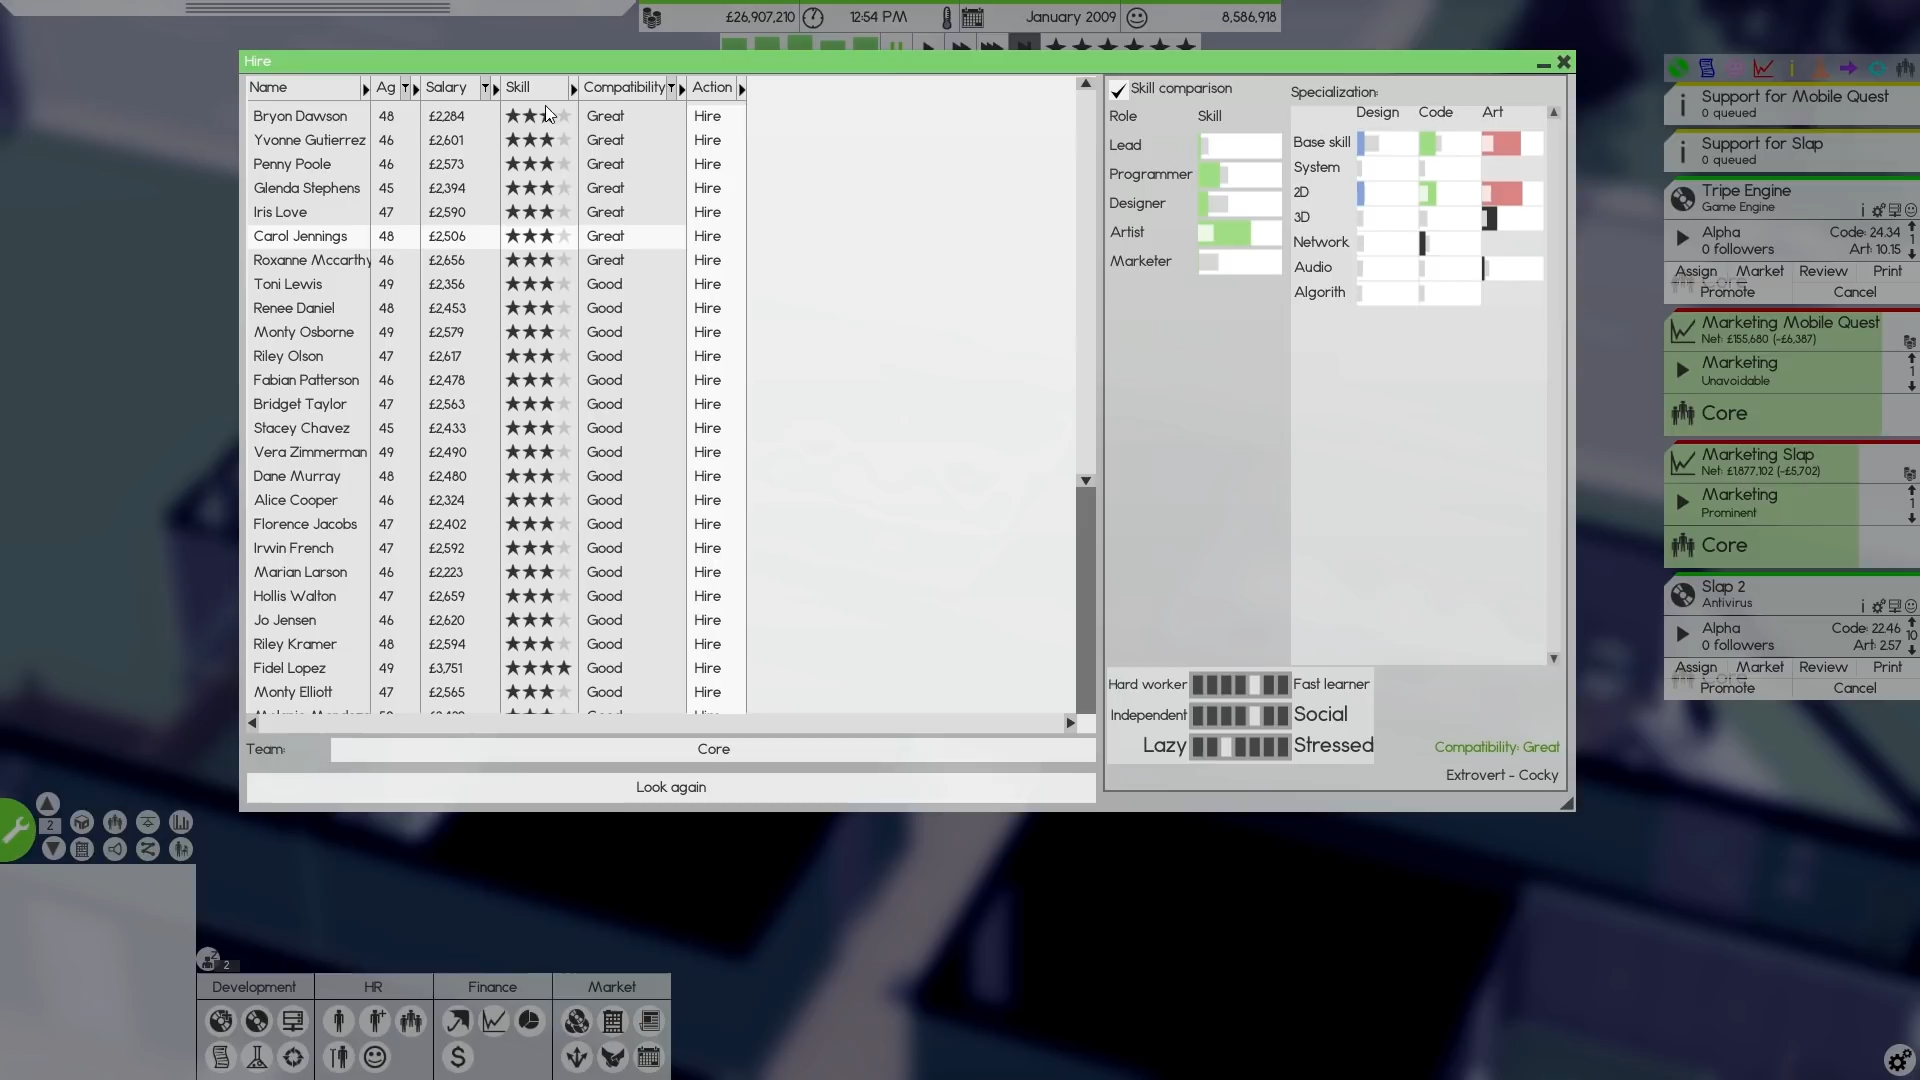 £26,907,210 12:54 PM January 2009 8,586,918
Hire
Name Ag Salary Skill Compatibility Action
Bryon Dawson 48 £2,284 Great Hire
Yvonne Gutierrez 46 £2,601 Great Hire
Penny Poole 46 £2,573 Great Hire
Glenda Stephens 45 £2,394 Great Hire
Iris Love 47 £2,590 Great Hire
Carol Jennings 48 £2,506 Great Hire
Roxanne Mccarthy 46 £2,656 Great Hire
Toni Lewis 49 £2,356 Good Hire
Renee Daniel 48 £2,453 Good Hire
Monty Osborne 49 £2,579 Good Hire
Riley Olson 47 £2,617 Good Hire
Fabian Patterson 46 £2,478 Good Hire
Bridget Taylor 47 £2,563 Good Hire
Stacey Chavez 45 £2,433 Good Hire
Vera Zimmerman 49 £2,490 Good Hire
Dane Murray 48 £2,480 Good Hire
Alice Cooper 46 £2,324 Good Hire
Florence Jacobs 47 £2,402 Good Hire
Irwin French 47 £2,592 Good Hire
Marian Larson 46 £2,223 Good Hire
Hollis Walton 47 £2,659 Good Hire
Jo Jensen 46 £2,620 Good Hire
Riley Kramer 48 £2,594 Good Hire
Fidel Lopez 49 £3,751 Good Hire
Monty Elliott 47 £2,565 Good Hire
Team: Core
Look again
Skill comparison
Role Skill
Lead
Programmer
Designer
Artist
Marketer
Specialization:
Design Code Art
Base skill
System
2D
3D
Network
Audio
Algorith
Hard worker Fast learner
Independent Social
Lazy Stressed
Compatibility: Great
Extrovert - Cocky
Support for Mobile Quest
0 queued
Support for Slap
0 queued
Tripe Engine
Game Engine
Alpha Code: 24.34
0 followers Art: 10.15
1
Assign Market Review Print
Promote Cancel
Marketing Mobile Quest
Net: £155,680 (-£6,387)
Marketing
Unavoidable
1
Core
Marketing Slap
Net: £1,877,102 (-£5,702)
Marketing
Prominent
1
Core
Slap 2
Antivirus
Alpha Code: 22.46
0 followers Art: 2.57
10
Assign Market Review Print
Promote Cancel
2
2
Development HR Finance Market